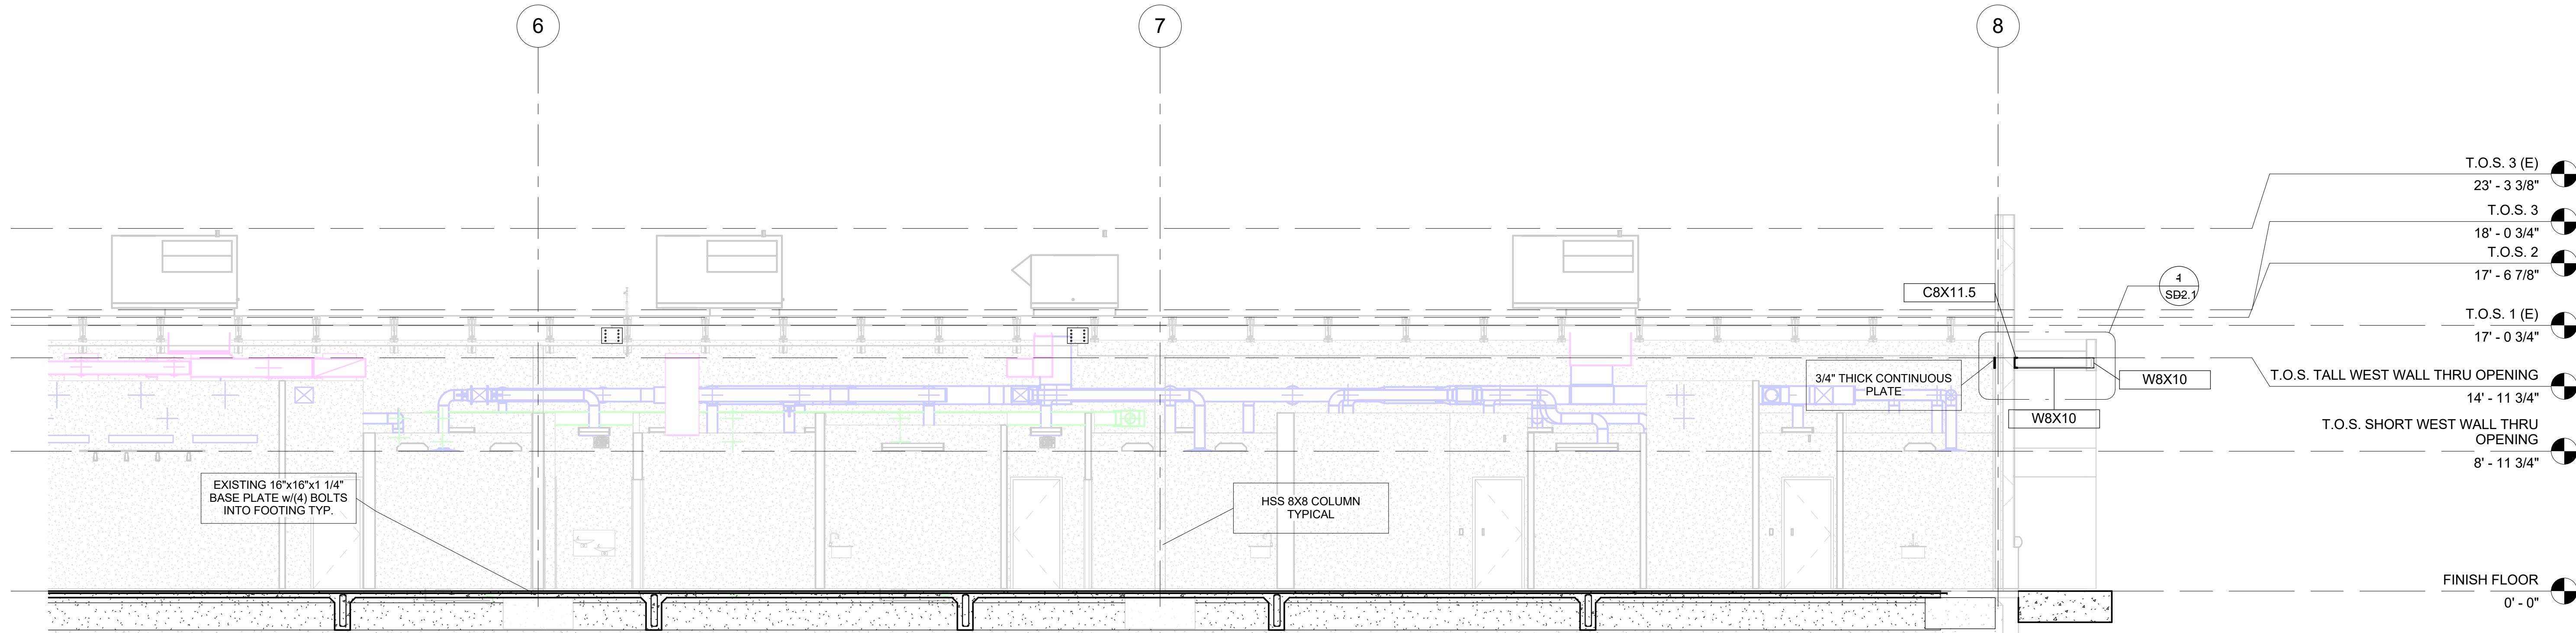 6
7
8
T.O.S. 3 (E)
23' - 3 3/8"
T.O.S. 3
18' - 0 3/4"
T.O.S. 2
17' - 6 7/8"
1
SD2.1
C8X11.5
T.O.S. 1 (E)
17' - 0 3/4"
3/4" THICK CONTINUOUS
PLATE
W8X10
T.O.S. TALL WEST WALL THRU OPENING
14' - 11 3/4"
W8X10
T.O.S. SHORT WEST WALL THRU
OPENING
8' - 11 3/4"
EXISTING 16"x16"x1 1/4"
BASE PLATE w/(4) BOLTS
INTO FOOTING TYP.
HSS 8X8 COLUMN
TYPICAL
FINISH FLOOR
0' - 0"